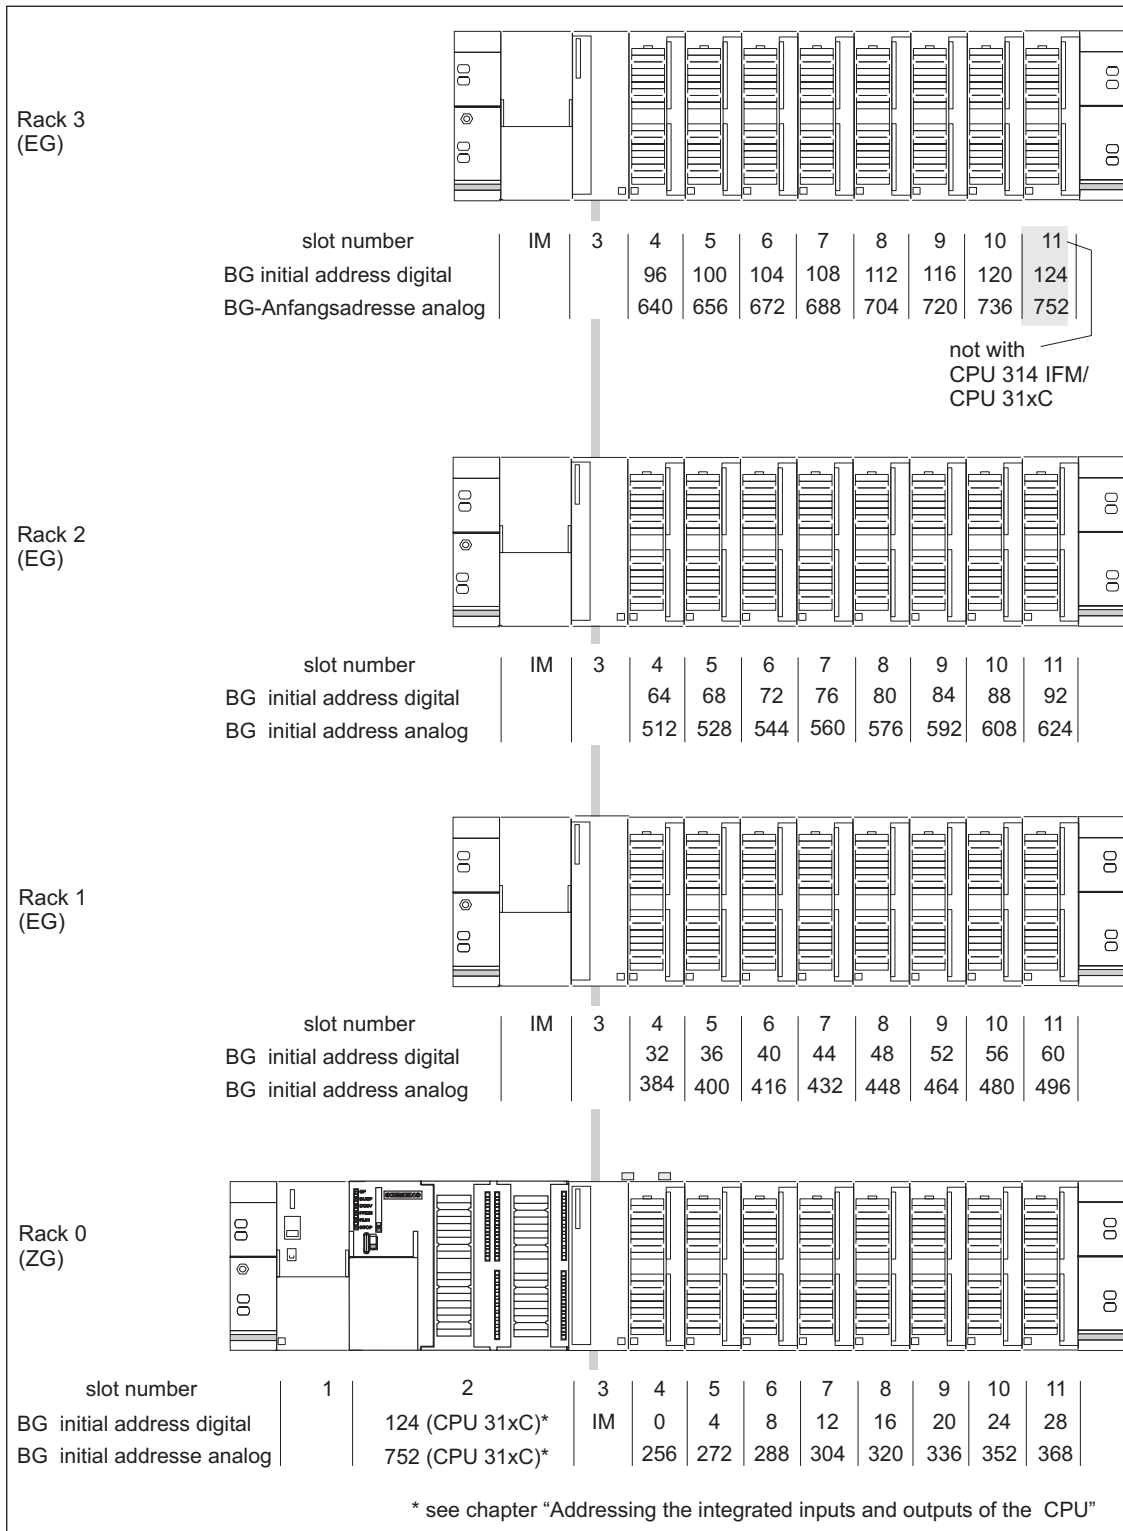 Rack 3
(EG)
slot number IM 3 4 5 6 7 8 9 10 11
BG initial address digital 96 100 104 108 112 116 120 124
BG-Anfangsadresse analog 640 656 672 688 704 720 736 752
not with
CPU 314 IFM/
CPU 31xC
Rack 2
(EG)
slot number IM 3 4 5 6 7 8 9 10 11
BG initial address digital 64 68 72 76 80 84 88 92
BG initial address analog 512 528 544 560 576 592 608 624
Rack 1
(EG)
slot number IM 3 4 5 6 7 8 9 10 11
BG initial address digital 32 36 40 44 48 52 56 60
BG initial address analog 384 400 416 432 448 464 480 496
Rack 0
(ZG)
slot number 1 2 3 4 5 6 7 8 9 10 11
BG initial address digital 124 (CPU 31xC)* IM 0 4 8 12 16 20 24 28
BG initial addresse analog 752 (CPU 31xC)* 256 272 288 304 320 336 352 368
* see chapter “Addressing the integrated inputs and outputs of the CPU”